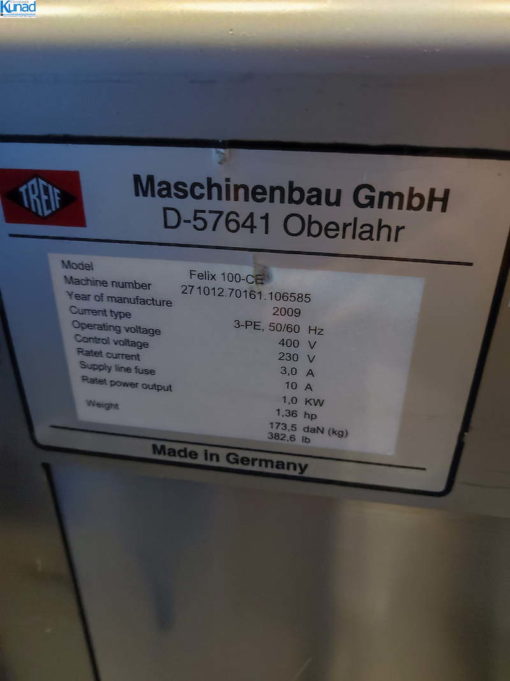 Kunad
TREIF
Maschinenbau GmbH
D-57641 Oberlahr
Model Felix 100-CE
Machine number 271012.70161.106585
Year of manufacture 2009
Current type 3-PE, 50/60 Hz
Operating voltage 400 V
Control voltage 230 V
Ratet current 3,0 A
Supply line fuse 10 A
Ratet power output 1,0 KW
1,36 hp
Weight 173,5 daN (kg)
382,6 lb
Made in Germany